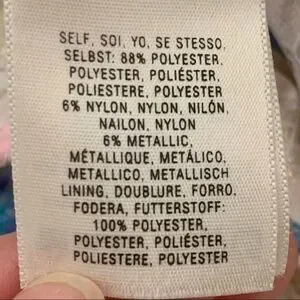 SELF, SOI, YO, SE STESSO,
SELBST: 88% POLYESTER,
POLYESTER, POLIÉSTER,
POLIESTERE, POLYESTER
6% NYLON, NYLON, NILÓN,
NAILON, NYLON
6% METALLIC,
MÉTALLIQUE, METÁLICO,
METALLICO, METALLISCH
LINING, DOUBLURE, FORRO,
FODERA, FUTTERSTOFF:
100% POLYESTER,
POLYESTER, POLIÉSTER,
POLIESTERE, POLYESTER